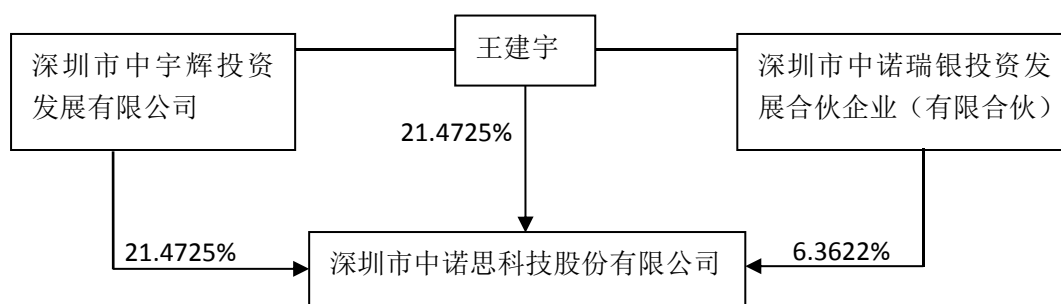 王建宇
深圳市中宇辉投资
发展有限公司
深圳市中诺瑞银投资发
展合伙企业（有限合伙）
21.4725%
21.4725%
深圳市中诺思科技股份有限公司
6.3622%